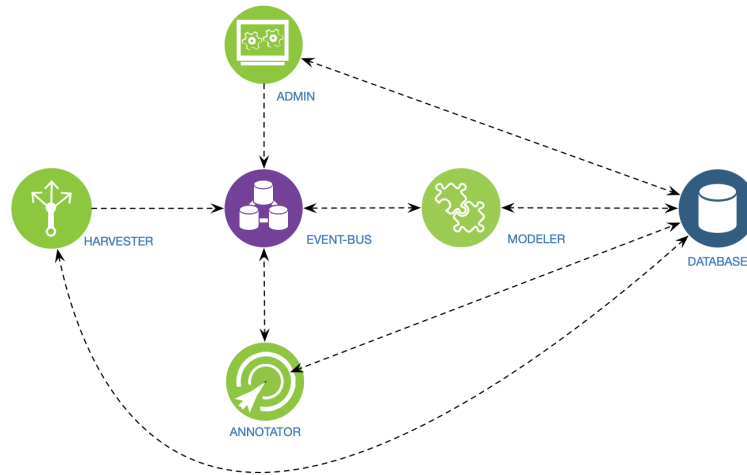 ADMIN
HARVESTER
EVENT-BUS
MODELER
DATABASE
ANNOTATOR